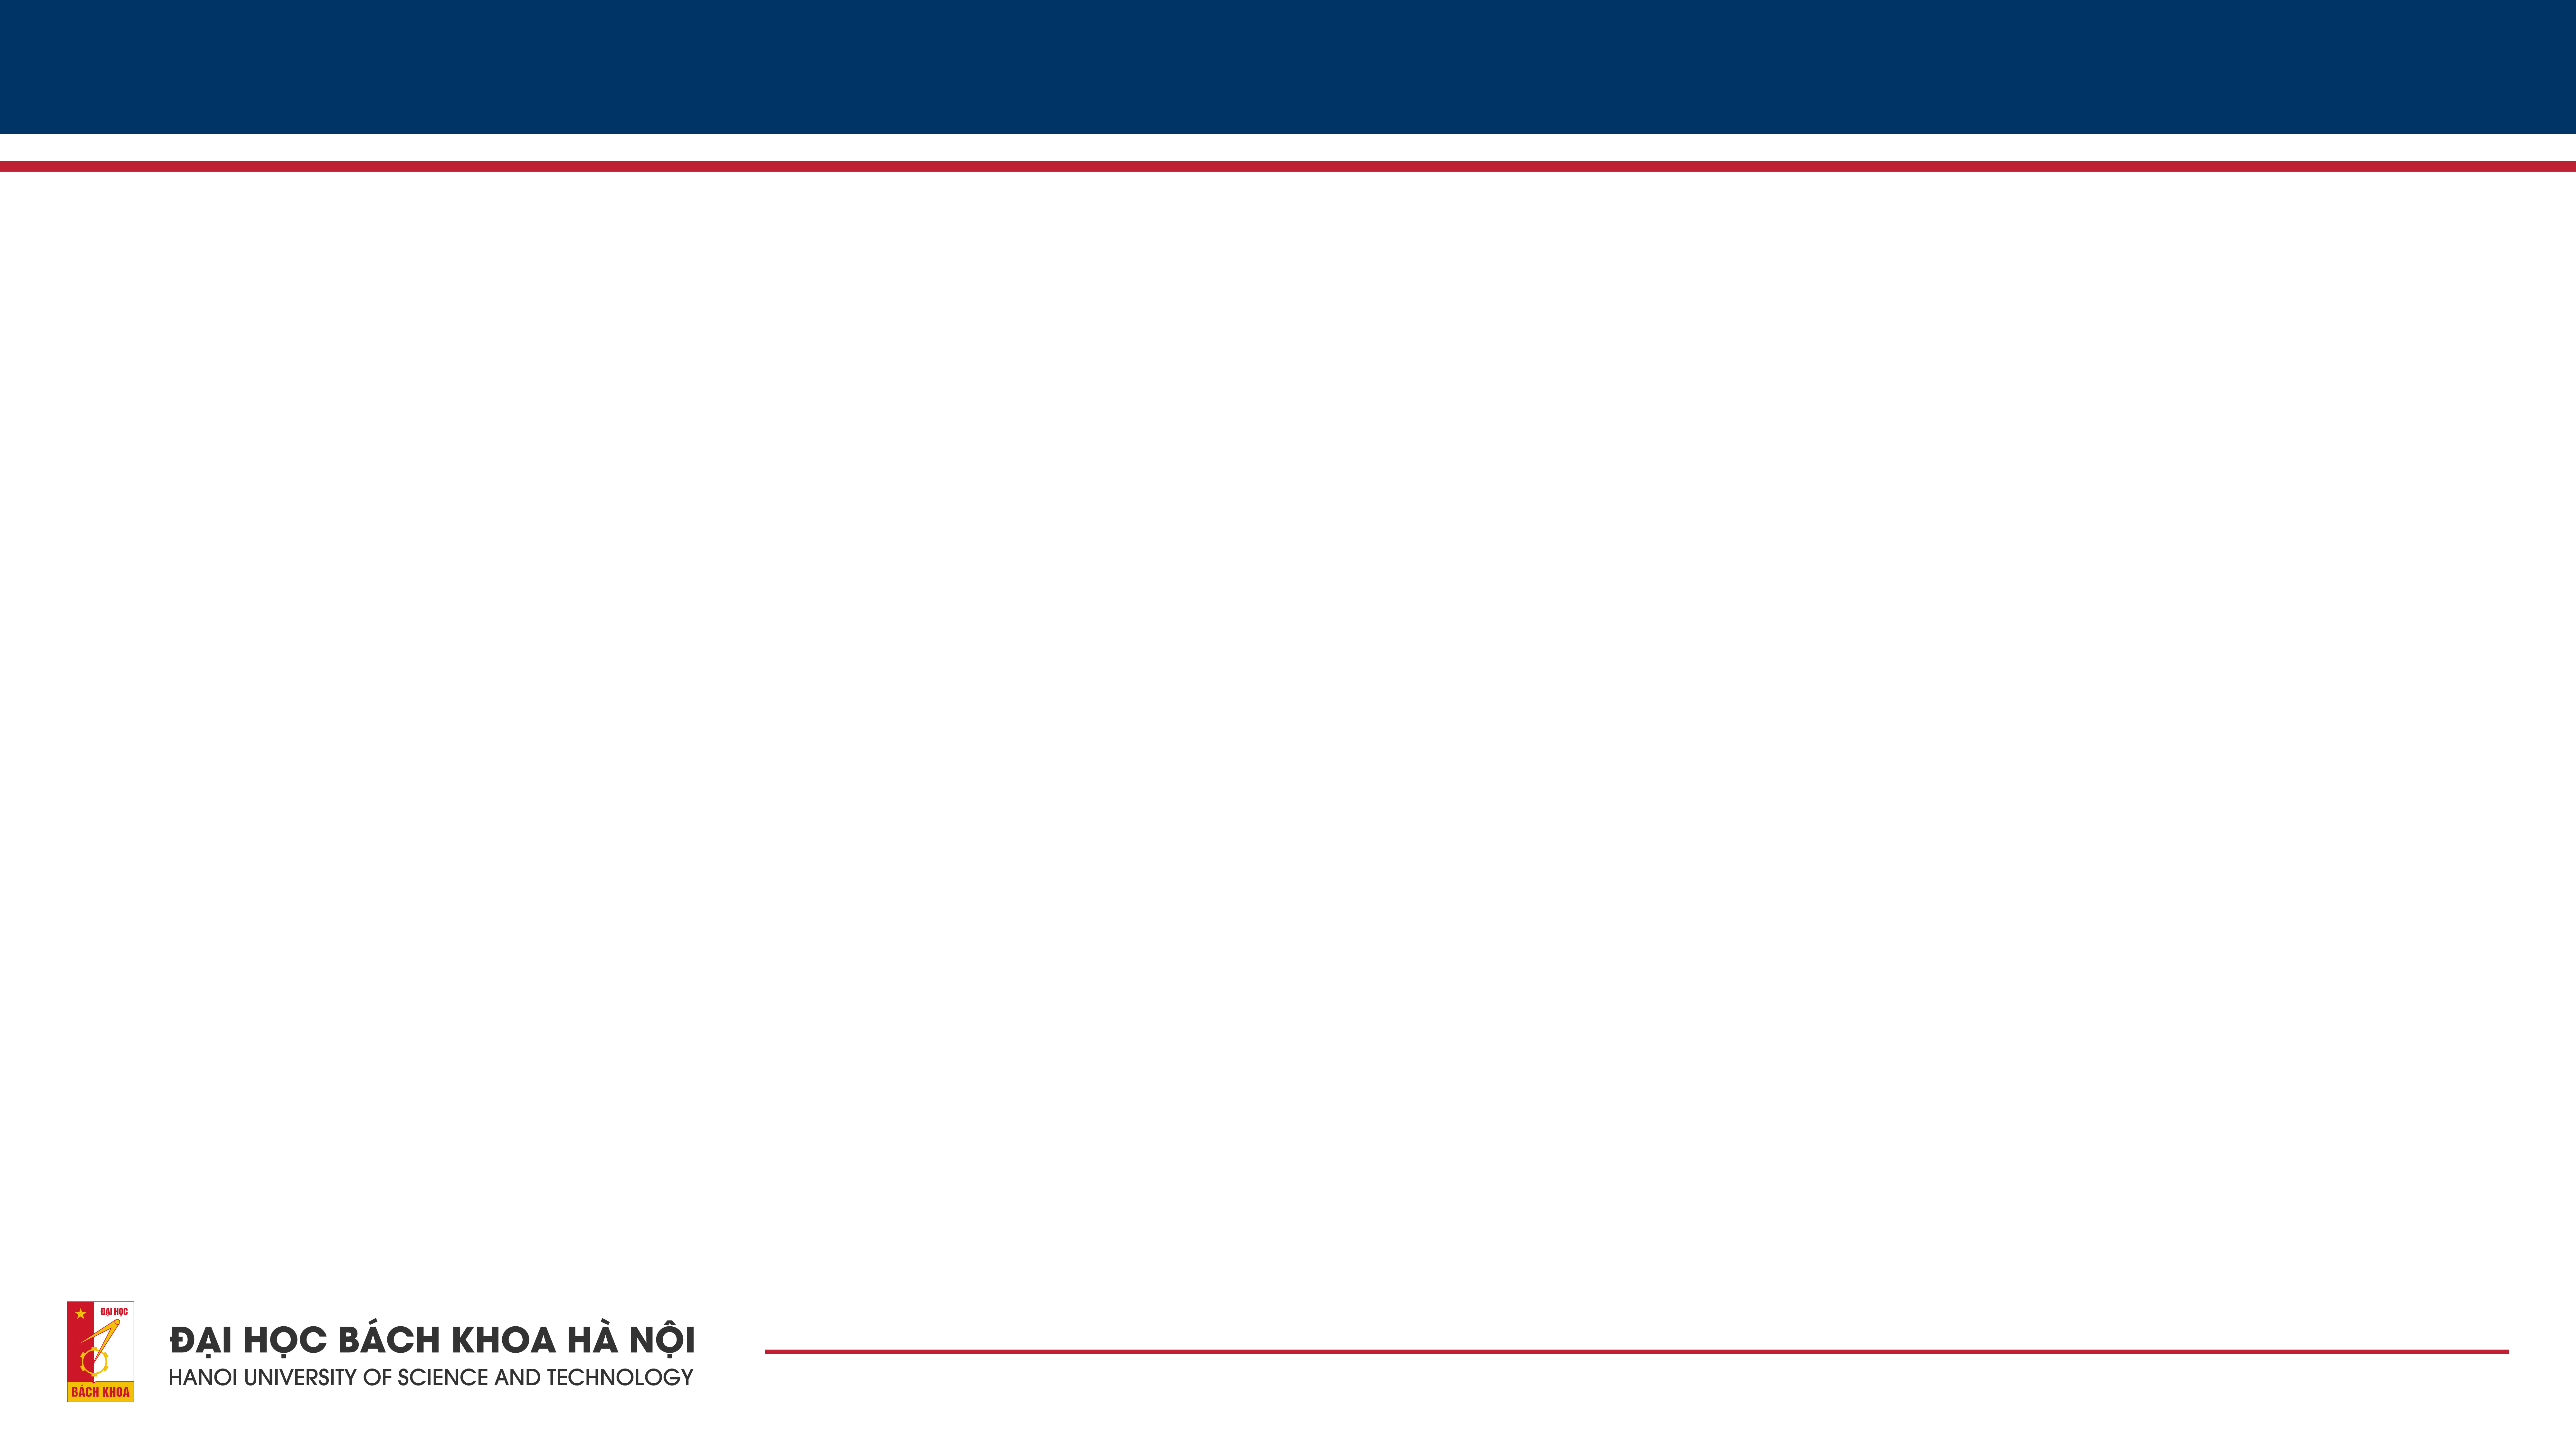 ĐẠI HỌC
BÁCH KHOA
ĐẠI HỌC BÁCH KHOA HÀ NỘI
HANOI UNIVERSITY OF SCIENCE AND TECHNOLOGY